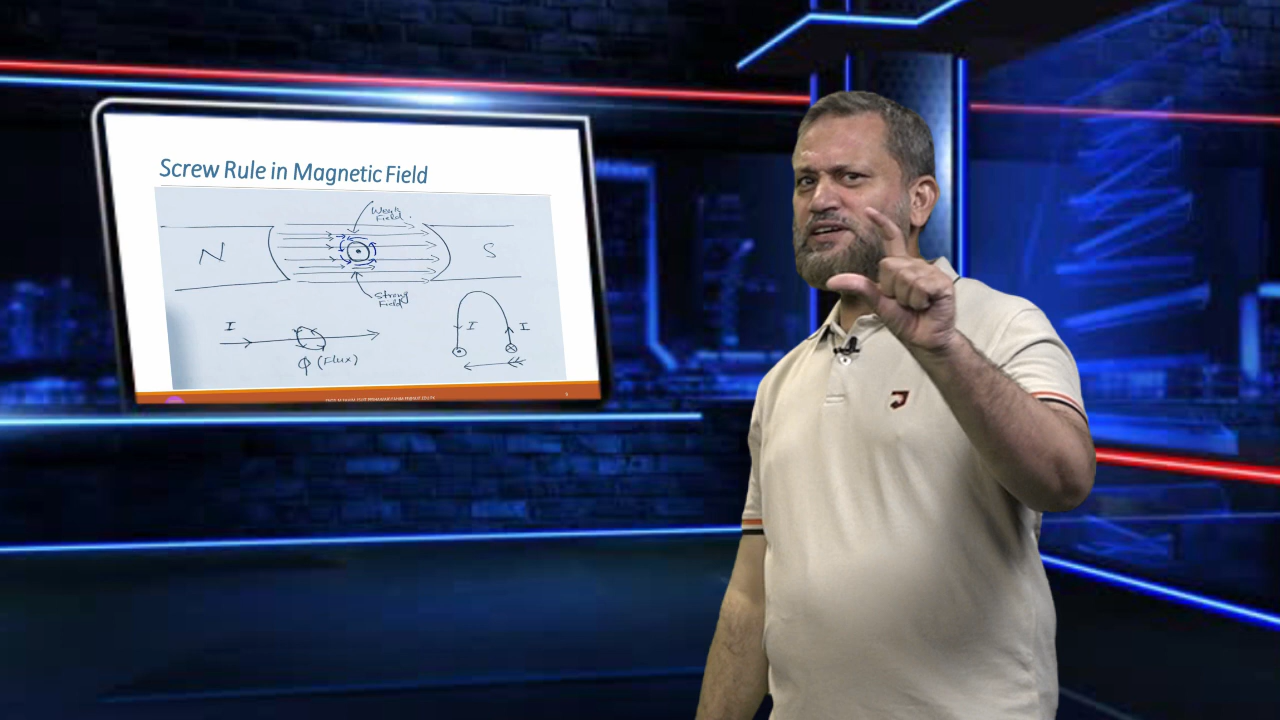 Screw Rule in Magnetic Field
Weak
Field
N
S
Strong
Field
I
I
I
φ (Flux)